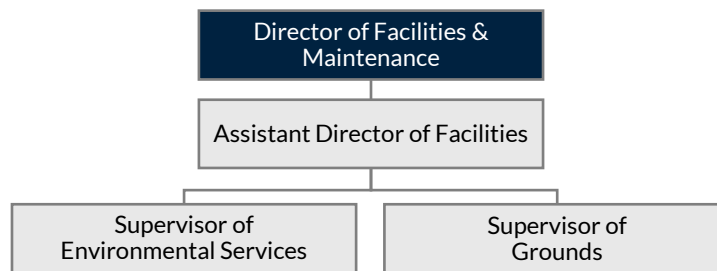 Director of Facilities &
Maintenance
Assistant Director of Facilities
Supervisor of
Environmental Services
Supervisor of
Grounds